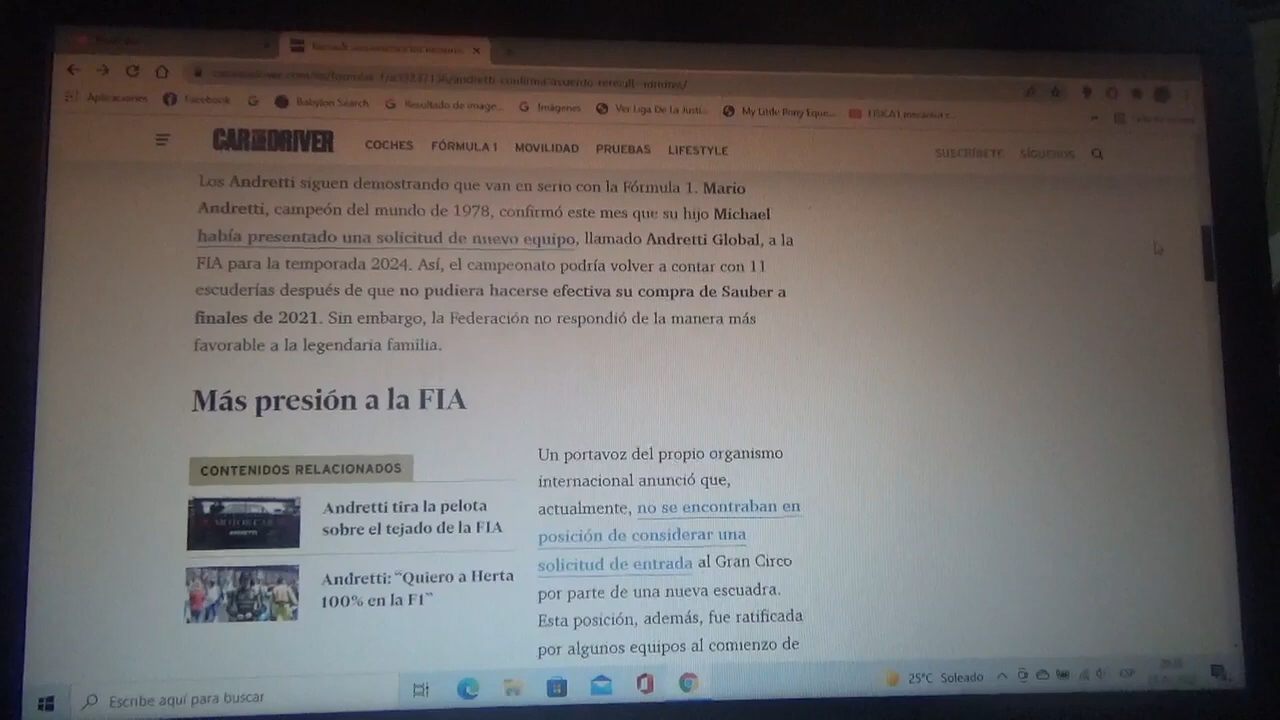 Aplicaciones Facebook Babylon Search Resultado de image... Imágenes Ver Liga De La Justi... My Little Pony Eque...
CAR AND DRIVER COCHES FÓRMULA 1 MOVILIDAD PRUEBAS LIFESTYLE SUSCRÍBETE SÍGUENOS
Los Andretti siguen demostrando que van en serio con la Fórmula 1. Mario
Andretti, campeón del mundo de 1978, confirmó este mes que su hijo Michael
había presentado una solicitud de nuevo equipo, llamado Andretti Global, a la
FIA para la temporada 2024. Así, el campeonato podría volver a contar con 11
escuderías después de que no pudiera hacerse efectiva su compra de Sauber a
finales de 2021. Sin embargo, la Federación no respondió de la manera más
favorable a la legendaria familia.
Más presión a la FIA
CONTENIDOS RELACIONADOS
Andretti tira la pelota
sobre el tejado de la FIA
Andretti: "Quiero a Herta
100% en la F1"
Un portavoz del propio organismo
internacional anunció que,
actualmente, no se encontraban en
posición de considerar una
solicitud de entrada al Gran Circo
por parte de una nueva escuadra.
Esta posición, además, fue ratificada
por algunos equipos al comienzo de
Escribe aquí para buscar
25°C Soleado ESP